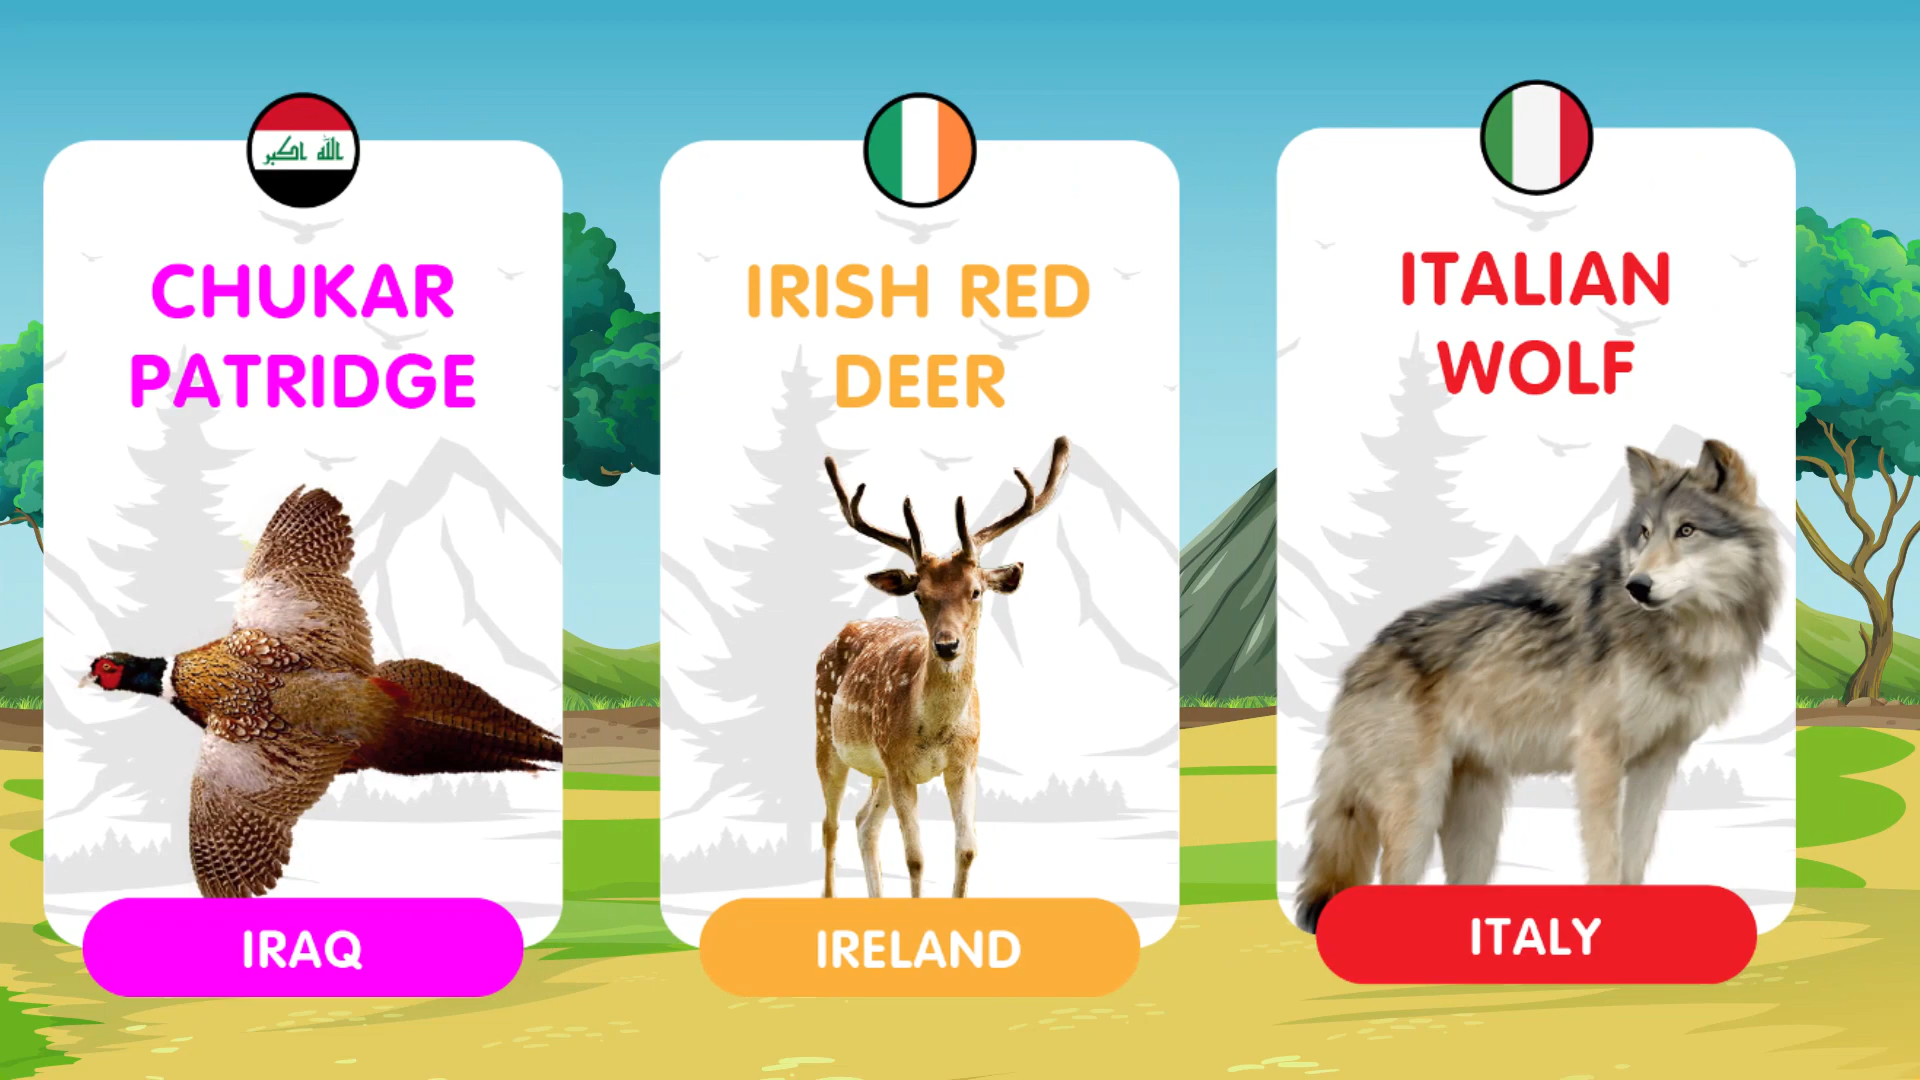 الله اكبر
CHUKAR
PATRIDGE
IRAQ
IRISH RED
DEER
IRELAND
ITALIAN
WOLF
ITALY